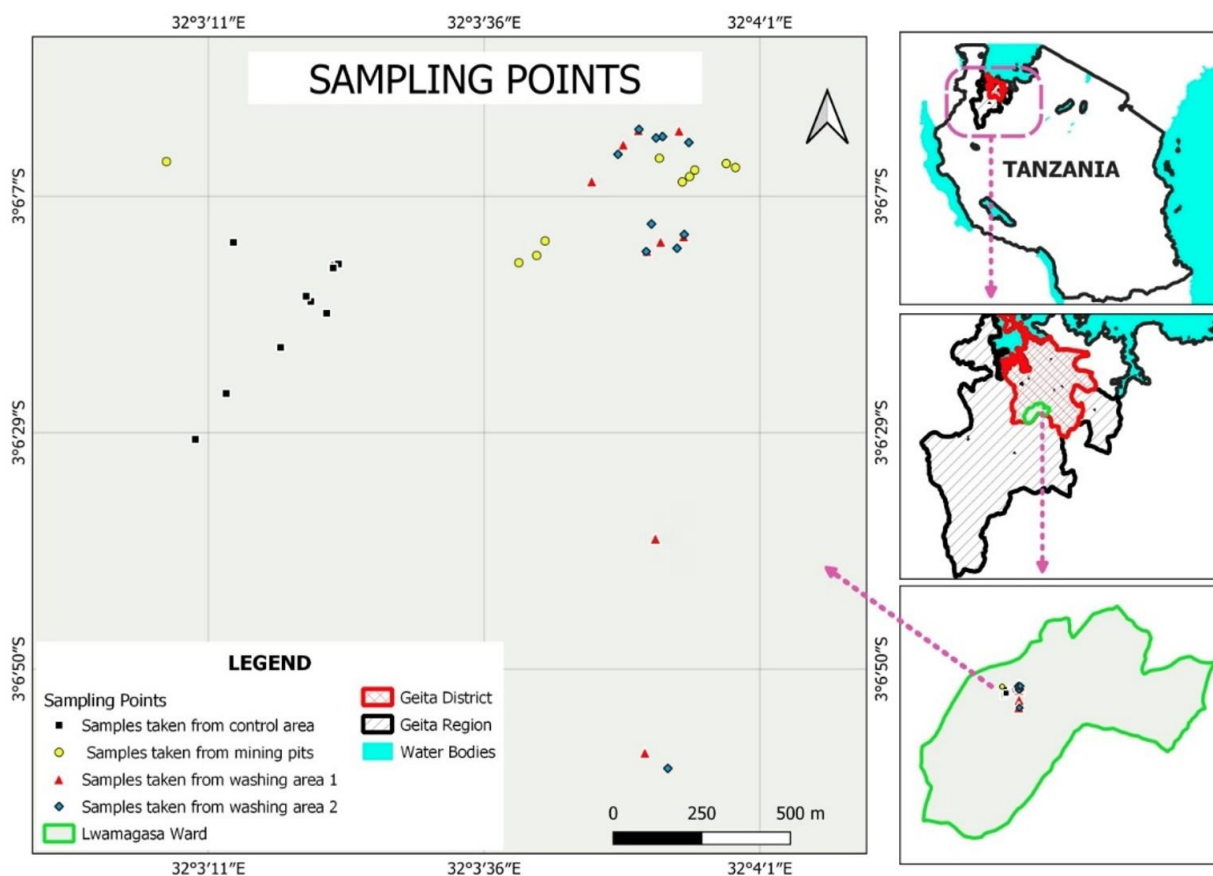 32°3′11″E 32°3′36″E 32°4′1″E
SAMPLING POINTS
3°6′7″S 3°6′7″S
3°6′29″S 3°6′29″S
3°6′50″S 3°6′50″S
LEGEND
Sampling Points
Samples taken from control area
Samples taken from mining pits
Samples taken from washing area 1
Samples taken from washing area 2
Lwamagasa Ward
Geita District
Geita Region
Water Bodies
0 250 500 m
32°3′11″E 32°3′36″E 32°4′1″E
TANZANIA